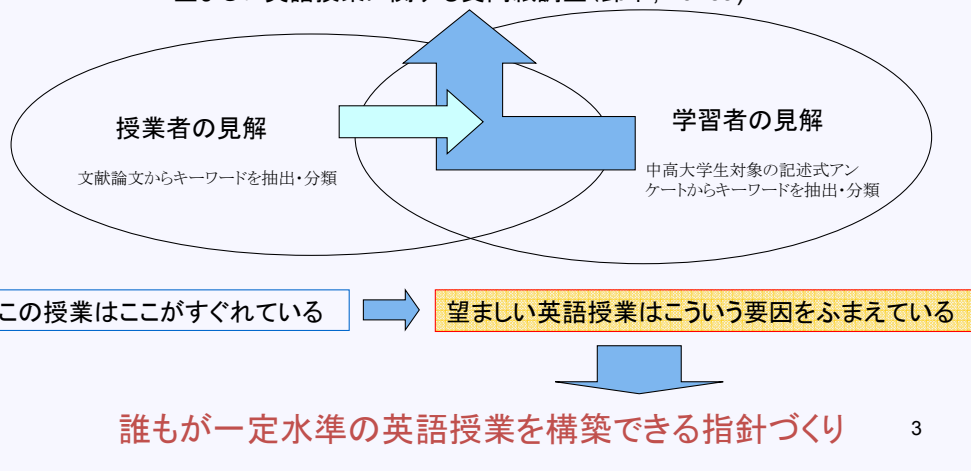 授業者の見解
文献論文からキーワードを抽出・分類
学習者の見解
中高大学生対象の記述式アン
ケートからキーワードを抽出・分類
この授業はここがすぐれている
望ましい英語授業はこういう要因をふまえている
誰もが一定水準の英語授業を構築できる指針づくり
3